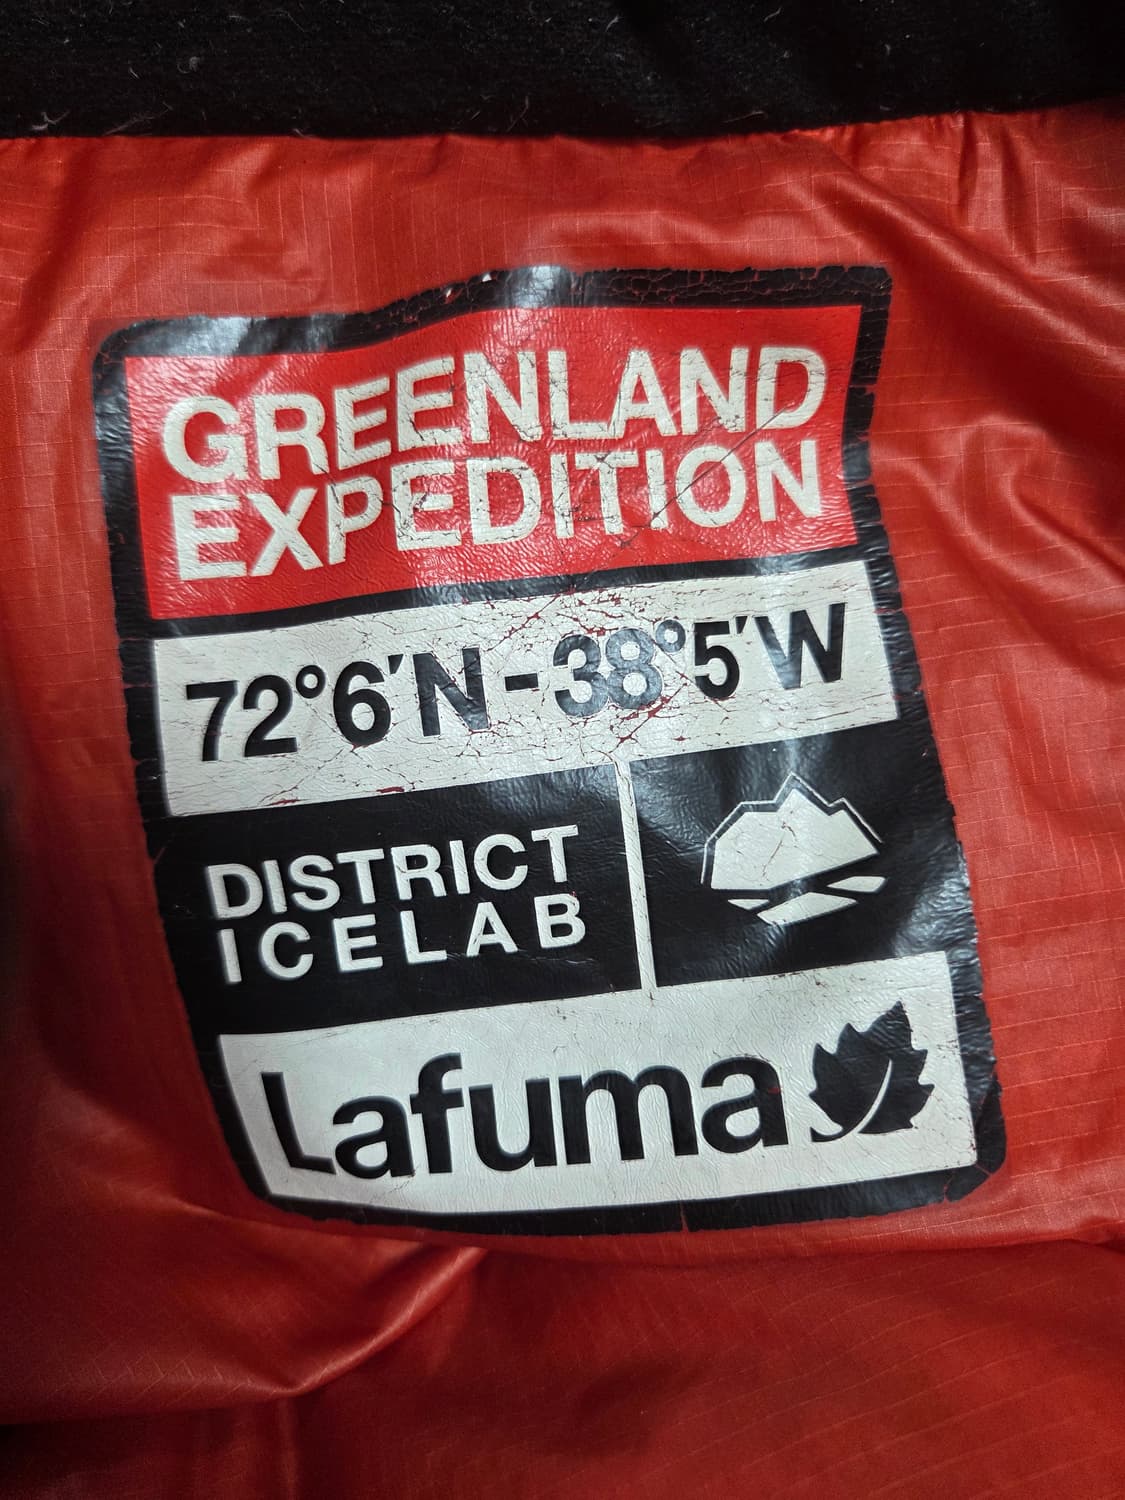 GREENLAND
EXPEDITION
72°6'N-38°5'W
DISTRICT
ICELAB
Lafuma